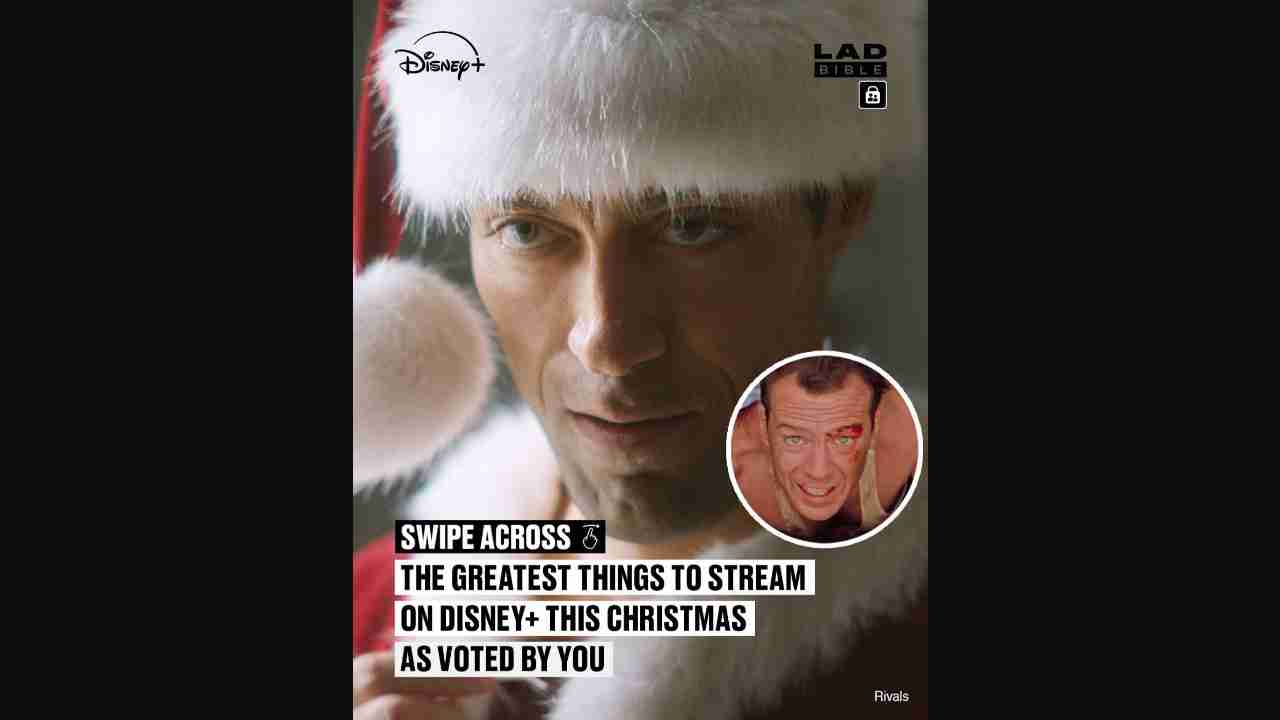 Disney+
LAD
BIBLE
SWIPE ACROSS
THE GREATEST THINGS TO STREAM
ON DISNEY+ THIS CHRISTMAS
AS VOTED BY YOU
Rivals